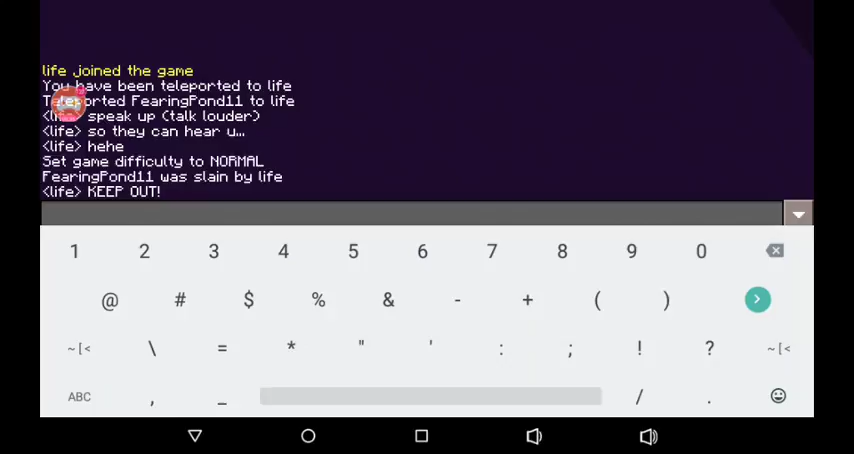 life joined the game
You have been teleported to life
Teleported FearingPond11 to life
<life> speak up (talk louder)
<life> so they can hear u...
<life> hehe
Set game difficulty to NORMAL
FearingPond11 was slain by life
<life> KEEP OUT!
1 2 3 4 5 6 7 8 9 0
@ # $ % & - + ( )
~[< \ = * " ' : ; ! ? ~[<
ABC , _ / .